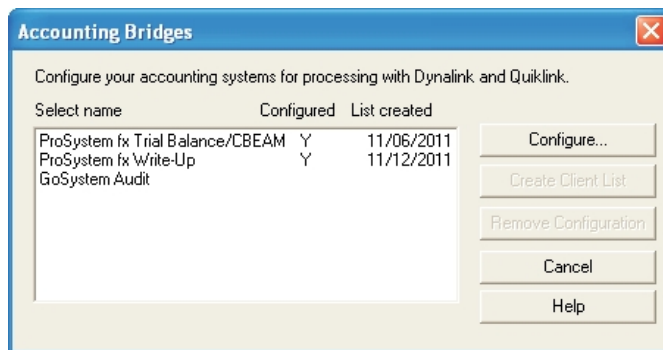 Accounting Bridges
Configure your accounting systems for processing with Dynalink and Quiklink.
Select name Configured List created
ProSystem fx Trial Balance/CBEAM Y 11/06/2011
ProSystem fx Write-Up Y 11/12/2011
GoSystem Audit
Configure...
Create Client List
Remove Configuration
Cancel
Help